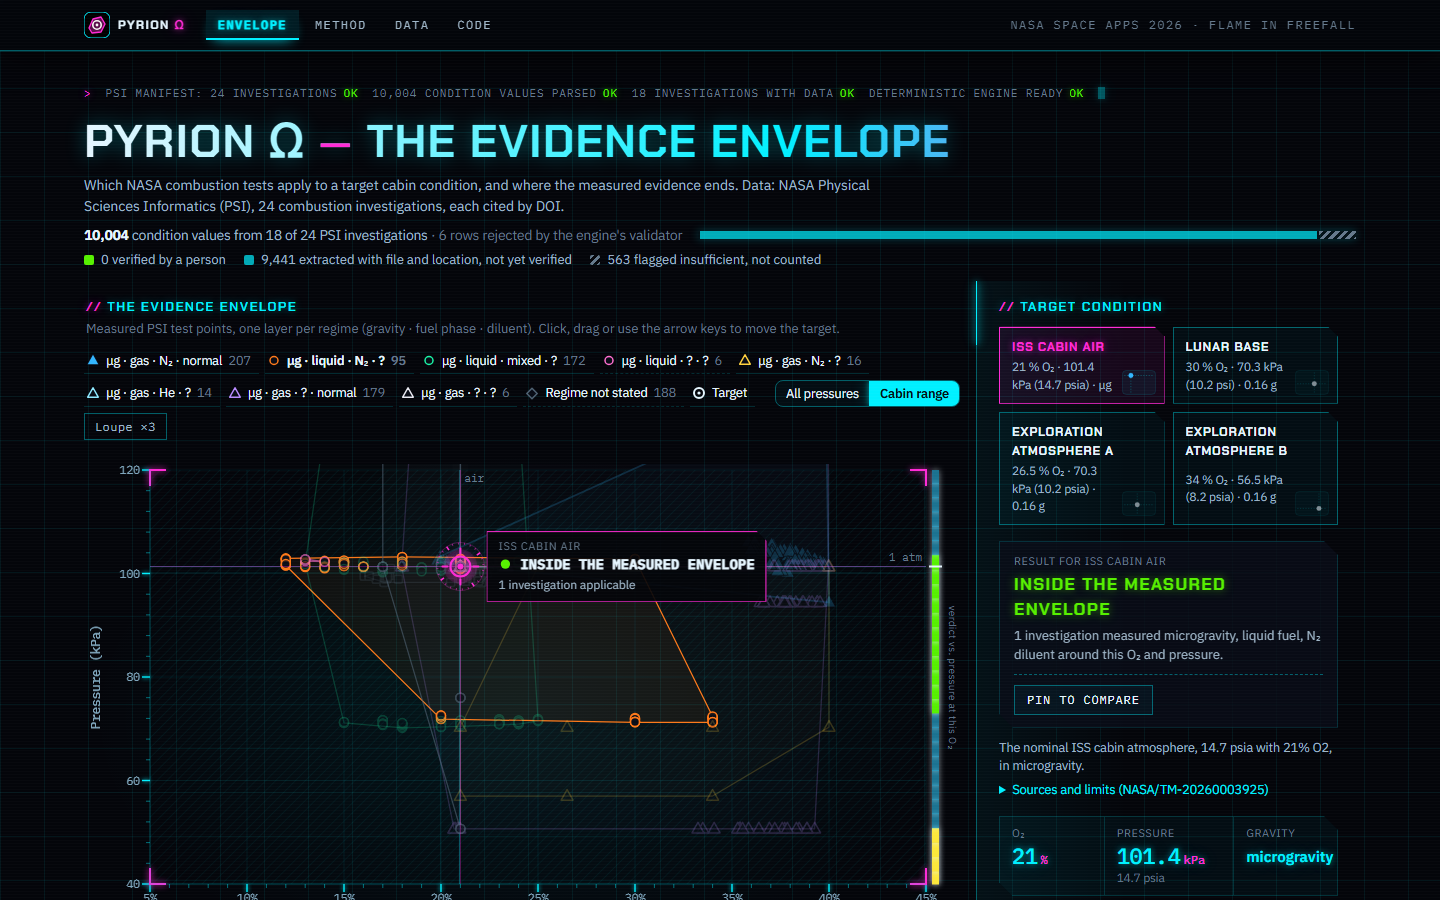 PYRION Ω
ENVELOPE
METHOD
DATA
CODE
NASA SPACE APPS 2026 · FLAME IN FREEFALL
> PSI MANIFEST: 24 INVESTIGATIONS OK 10,004 CONDITION VALUES PARSED OK 18 INVESTIGATIONS WITH DATA OK DETERMINISTIC ENGINE READY OK
PYRION Ω — THE EVIDENCE ENVELOPE
Which NASA combustion tests apply to a target cabin condition, and where the measured evidence ends. Data: NASA Physical
Sciences Informatics (PSI), 24 combustion investigations, each cited by DOI.
10,004 condition values from 18 of 24 PSI investigations · 6 rows rejected by the engine's validator
0 verified by a person
9,441 extracted with file and location, not yet verified
563 flagged insufficient, not counted
// THE EVIDENCE ENVELOPE
Measured PSI test points, one layer per regime (gravity · fuel phase · diluent). Click, drag or use the arrow keys to move the target.
µg · gas · N₂ · normal 207
µg · liquid · N₂ · ? 95
µg · liquid · mixed · ? 172
µg · liquid · ? · ? 6
µg · gas · N₂ · ? 16
µg · gas · He · ? 14
µg · gas · ? · normal 179
µg · gas · ? · ? 6
Regime not stated 188
Target
All pressures
Cabin range
Loupe ×3
120
100
80
60
40
Pressure (kPa)
air
1 atm
verdict vs. pressure at this O₂
ISS CABIN AIR
INSIDE THE MEASURED ENVELOPE
1 investigation applicable
5%
10%
15%
20%
25%
30%
35%
40%
45%
// TARGET CONDITION
ISS CABIN AIR
21 % O₂ · 101.4
kPa (14.7 psia) · µg
LUNAR BASE
30 % O₂ · 70.3 kPa
(10.2 psi) · 0.16 g
EXPLORATION
ATMOSPHERE A
26.5 % O₂ · 70.3
kPa (10.2 psia) ·
0.16 g
EXPLORATION
ATMOSPHERE B
34 % O₂ · 56.5 kPa
(8.2 psia) · 0.16 g
RESULT FOR ISS CABIN AIR
INSIDE THE MEASURED
ENVELOPE
1 investigation measured microgravity, liquid fuel, N₂
diluent around this O₂ and pressure.
PIN TO COMPARE
The nominal ISS cabin atmosphere, 14.7 psia with 21% O2,
in microgravity.
Sources and limits (NASA/TM-20260003925)
O₂
21%
PRESSURE
101.4 kPa
14.7 psia
GRAVITY
microgravity